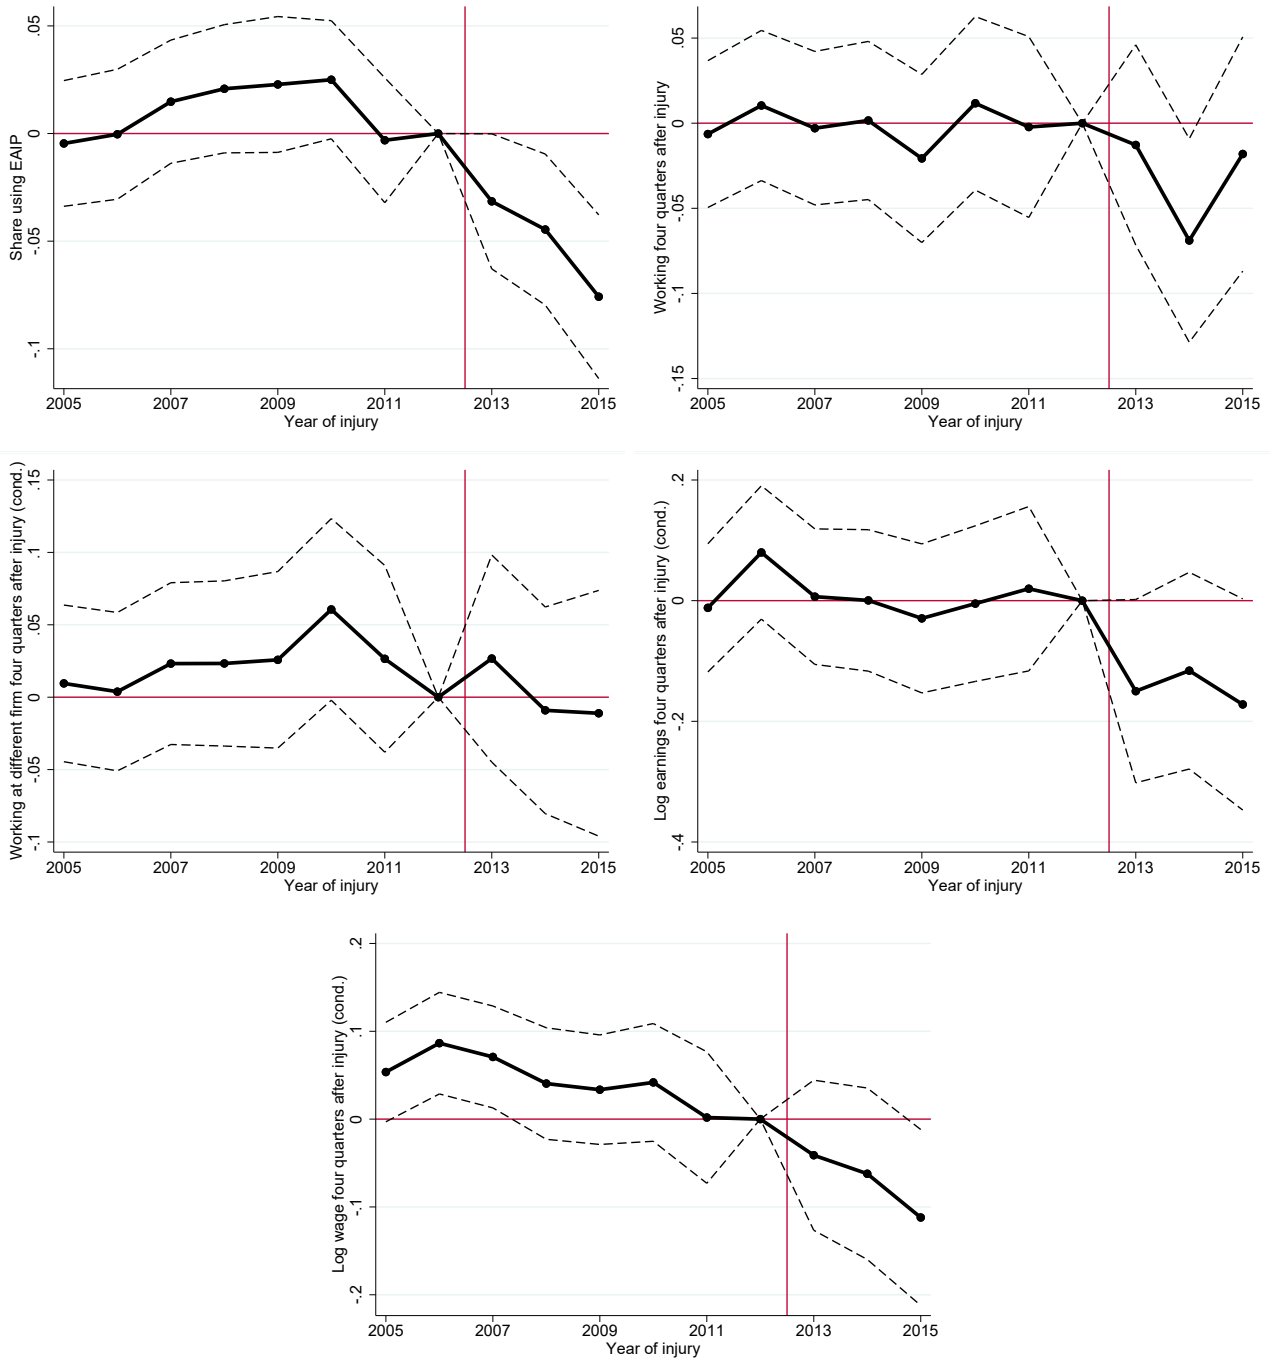 Share using EAIP
.05
0
-.05
-.1
2005 2007 2009 2011 2013 2015
Year of injury
Working four quarters after injury
.05
0
-.05
-.1
-.15
2005 2007 2009 2011 2013 2015
Year of injury
Working at different firm four quarters after injury (cond.)
.15
.1
.05
0
-.05
-.1
2005 2007 2009 2011 2013 2015
Year of injury
Log earnings four quarters after injury (cond.)
.2
0
-.2
-.4
2005 2007 2009 2011 2013 2015
Year of injury
Log wage four quarters after injury (cond.)
.2
.1
0
-.1
-.2
2005 2007 2009 2011 2013 2015
Year of injury